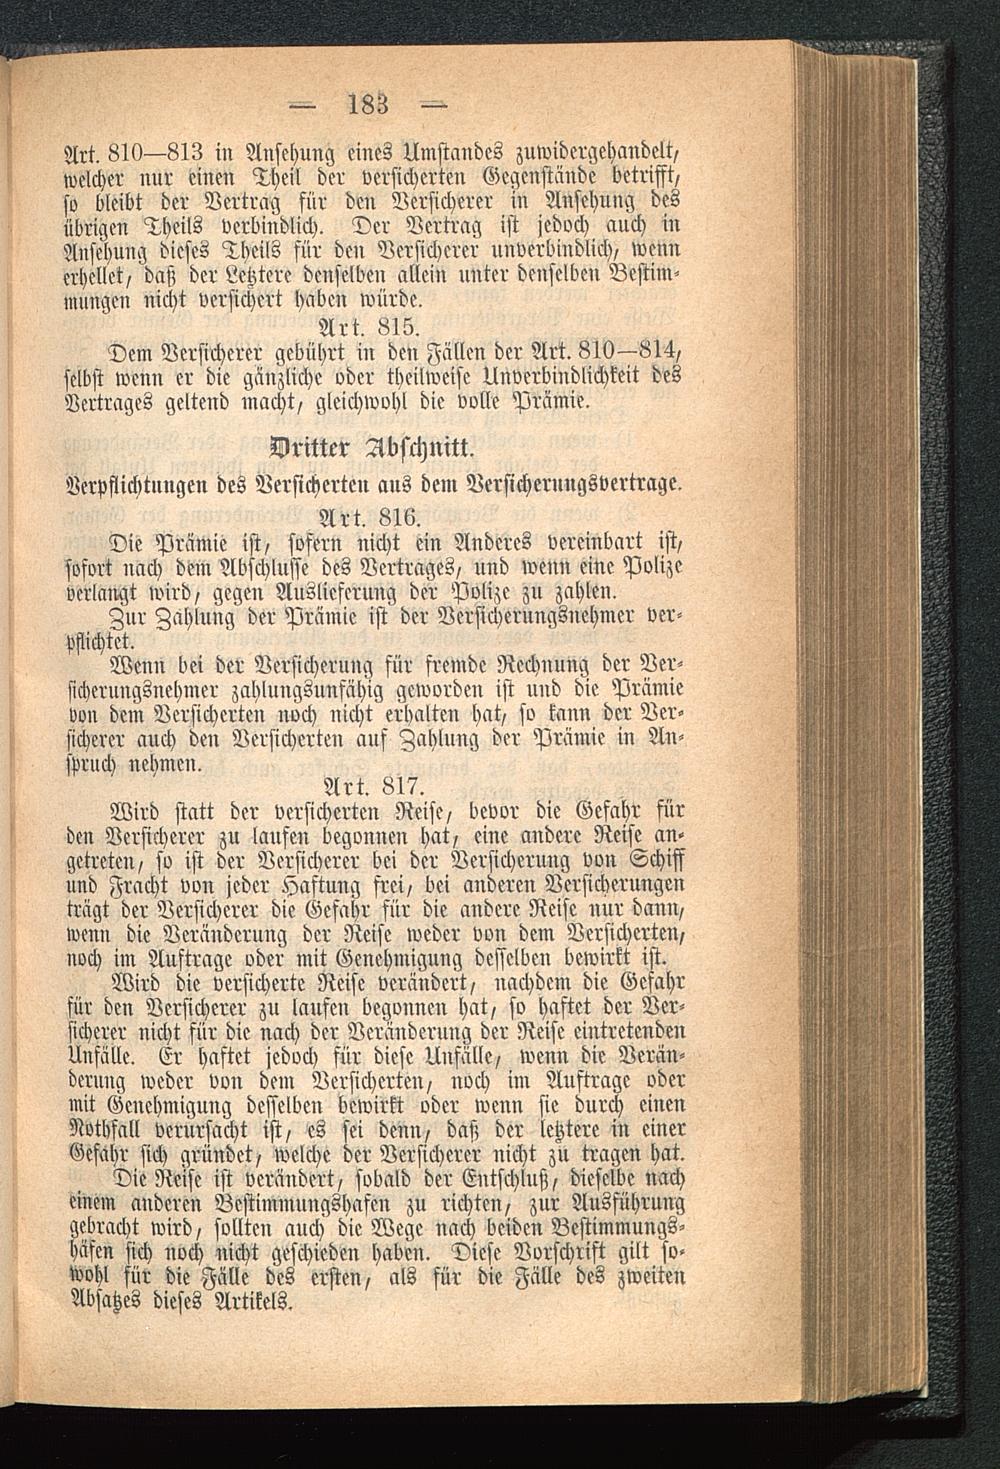 — 183 —
Art. 810—813 in Ansehung eines Umstandes zuwidergehandelt,
welcher nur einen Theil der versicherten Gegenstände betrifft,
so bleibt der Vertrag für den Versicherer in Ansehung des
übrigen Theils verbindlich. Der Vertrag ist jedoch auch in
Ansehung dieses Theils für den Versicherer unverbindlich, wenn
erhellet, daß der Letztere denselben allein unter denselben Bestim-
mungen nicht versichert haben würde.
Art. 815.
Dem Versicherer gebührt in den Fällen der Art. 810—814,
selbst wenn er die gänzliche oder theilweise Unverbindlichkeit des
Vertrages geltend macht, gleichwohl die volle Prämie.
Dritter Abschnitt.
Verpflichtungen des Versicherten aus dem Versicherungsvertrage.
Art. 816.
Die Prämie ist, sofern nicht ein Anderes vereinbart ist,
sofort nach dem Abschlusse des Vertrages, und wenn eine Polize
verlangt wird, gegen Auslieferung der Polize zu zahlen.
Zur Zahlung der Prämie ist der Versicherungsnehmer ver-
pflichtet.
Wenn bei der Versicherung für fremde Rechnung der Ver-
sicherungsnehmer zahlungsunfähig geworden ist und die Prämie
von dem Versicherten noch nicht erhalten hat, so kann der Ver-
sicherer auch den Versicherten auf Zahlung der Prämie in An-
spruch nehmen.
Art. 817.
Wird statt der versicherten Reise, bevor die Gefahr für
den Versicherer zu laufen begonnen hat, eine andere Reise an-
getreten, so ist der Versicherer bei der Versicherung von Schiff
und Fracht von jeder Haftung frei, bei anderen Versicherungen
trägt der Versicherer die Gefahr für die andere Reise nur dann,
wenn die Veränderung der Reise weder von dem Versicherten,
noch im Auftrage oder mit Genehmigung desselben bewirkt ist.
Wird die versicherte Reise verändert, nachdem die Gefahr
für den Versicherer zu laufen begonnen hat, so haftet der Ver-
sicherer nicht für die nach der Veränderung der Reise eintretenden
Unfälle. Er haftet jedoch für diese Unfälle, wenn die Verän-
derung weder von dem Versicherten, noch im Auftrage oder
mit Genehmigung desselben bewirkt oder wenn sie durch einen
Nothfall verursacht ist, es sei denn, daß der letztere in einer
Gefahr sich gründet, welche der Versicherer nicht zu tragen hat.
Die Reise ist verändert, sobald der Entschluß, dieselbe nach
einem anderen Bestimmungshafen zu richten, zur Ausführung
gebracht wird, sollten auch die Wege nach beiden Bestimmungs-
häfen sich noch nicht geschieden haben. Diese Vorschrift gilt so-
wohl für die Fälle des ersten, als für die Fälle des zweiten
Absatzes dieses Artikels.